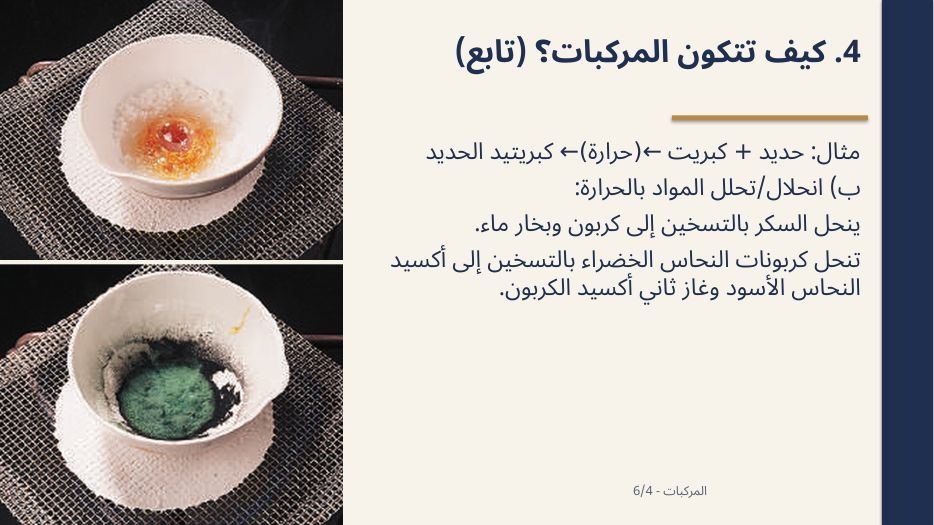 4. كيف تتكون المركبات؟ (تابع)
مثال: حديد + كبريت ←(حرارة)← كبريتيد الحديد
ب) انحلال/تحلل المواد بالحرارة:
ينحل السكر بالتسخين إلى كربون وبخار ماء.
تنحل كربونات النحاس الخضراء بالتسخين إلى أكسيد
النحاس الأسود وغاز ثاني أكسيد الكربون.
المركبات - 6/4